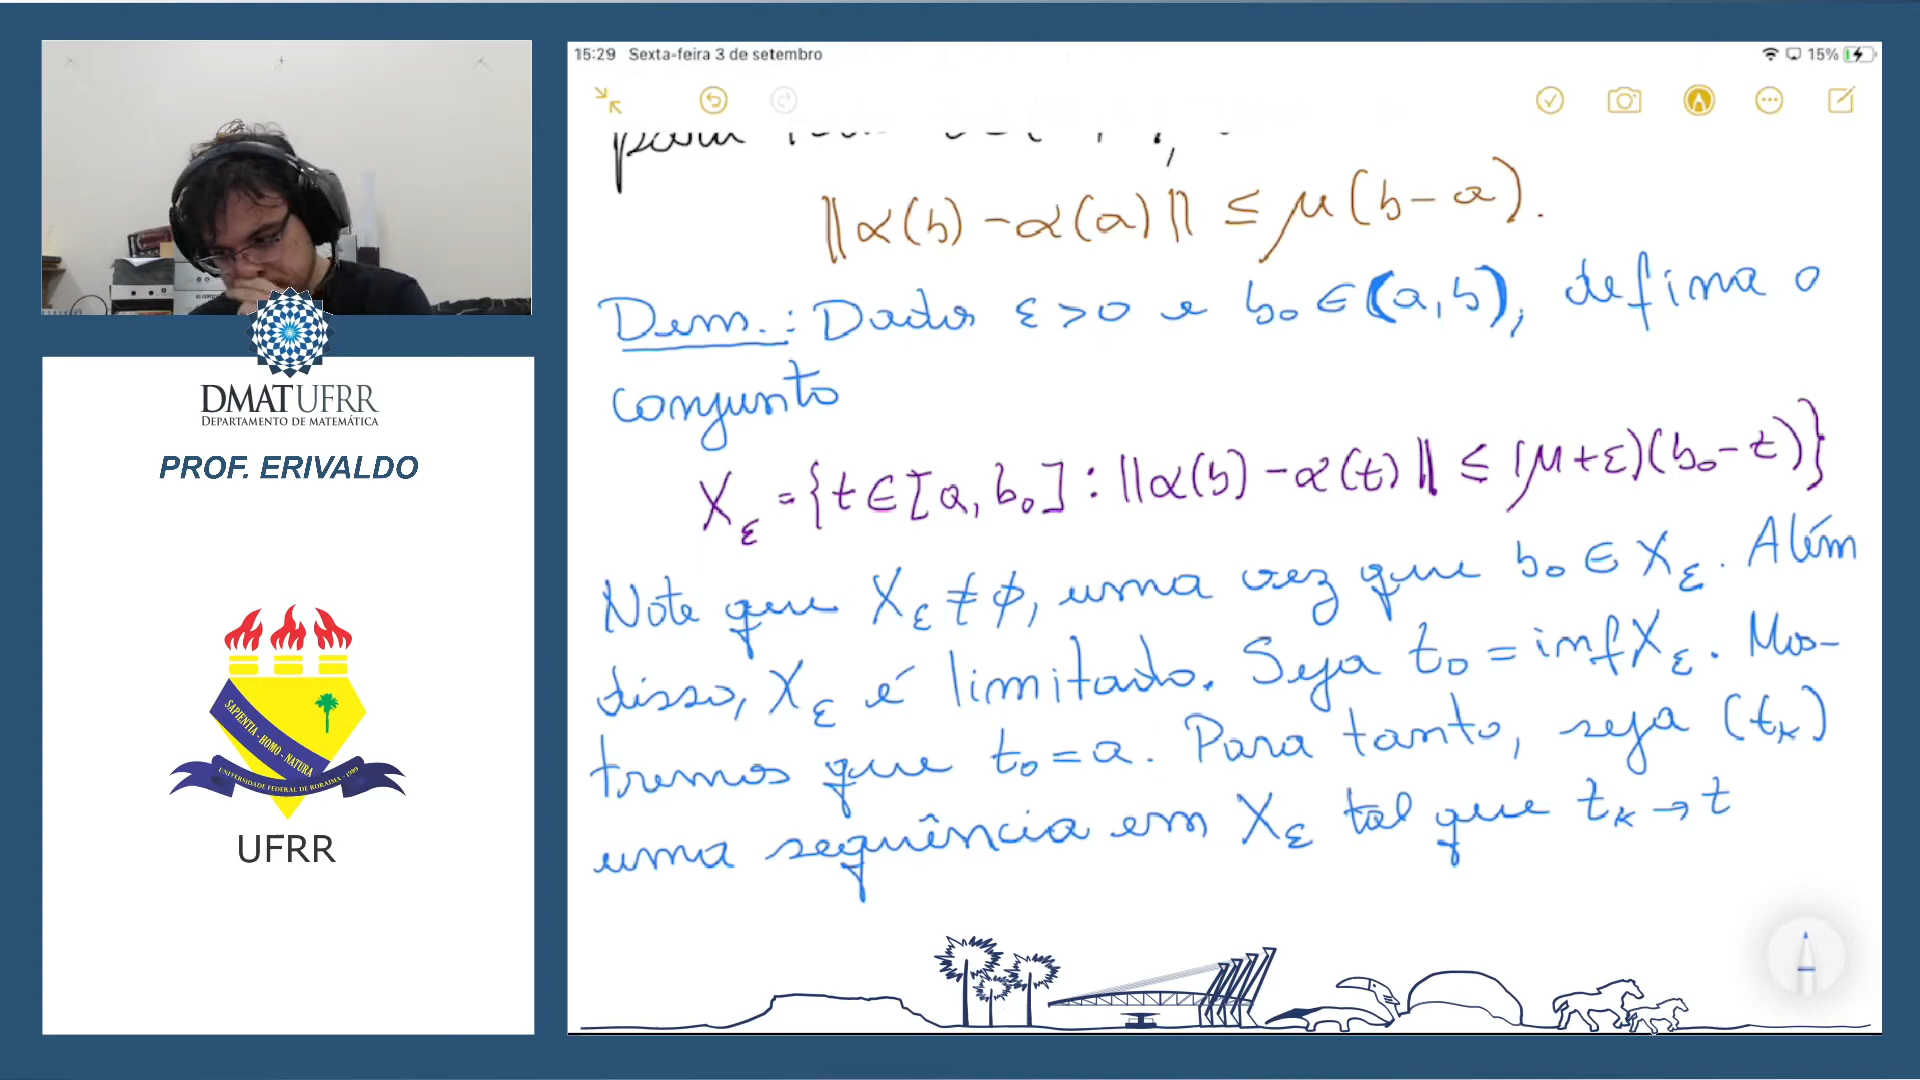 15:29 Sexta-feira 3 de setembro
15%
para
‖α(b) - α(a)‖ ≤ μ(b - a).
Dem.: Dados ε > 0 e b₀ ∈ (a, b), defina o
conjunto
X_ε = {t ∈ [a, b₀] : ‖α(b) - α(t)‖ ≤ (μ + ε)(b₀ - t)}
Note que X_ε ≠ ∅, uma vez que b₀ ∈ X_ε. Além
disso, X_ε é limitado. Seja t₀ = inf X_ε. Mos-
tremos que t₀ = a. Para tanto, seja (t_k)
uma sequência em X_ε tal que t_k → t
DMATUFRR
DEPARTAMENTO DE MATEMÁTICA
PROF. ERIVALDO
SAPIENTIA - HOMO - NATURA
UNIVERSIDADE FEDERAL DE RORAIMA - 1989
UFRR